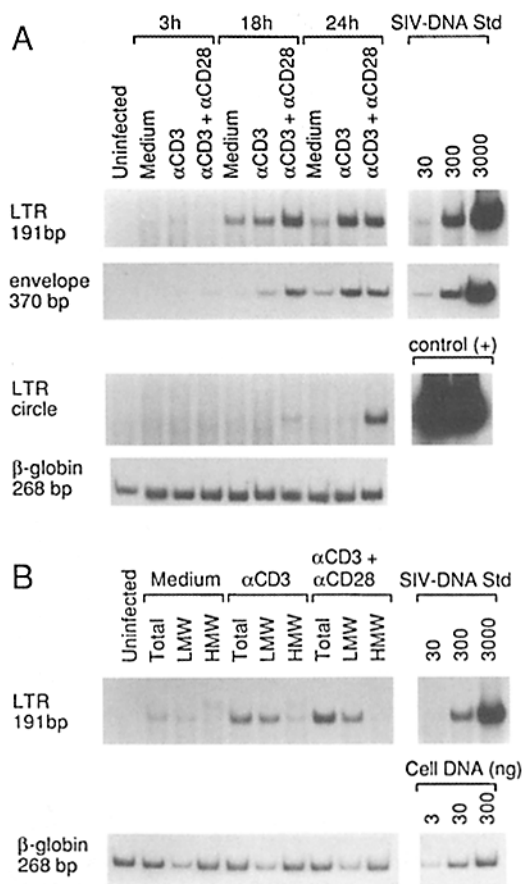 A
3h 18h 24h SIV-DNA Std
Uninfected Medium αCD3 αCD3 + αCD28 Medium αCD3 αCD3 + αCD28 Medium αCD3 αCD3 + αCD28 30 300 3000
LTR
191bp
envelope
370 bp
control (+)
LTR
circle
β-globin
268 bp
B
αCD3 +
Medium αCD3 αCD28 SIV-DNA Std
Uninfected Total LMW HMW Total LMW HMW Total LMW HMW 30 300 3000
LTR
191bp
Cell DNA (ng)
3 30 300
β-globin
268 bp